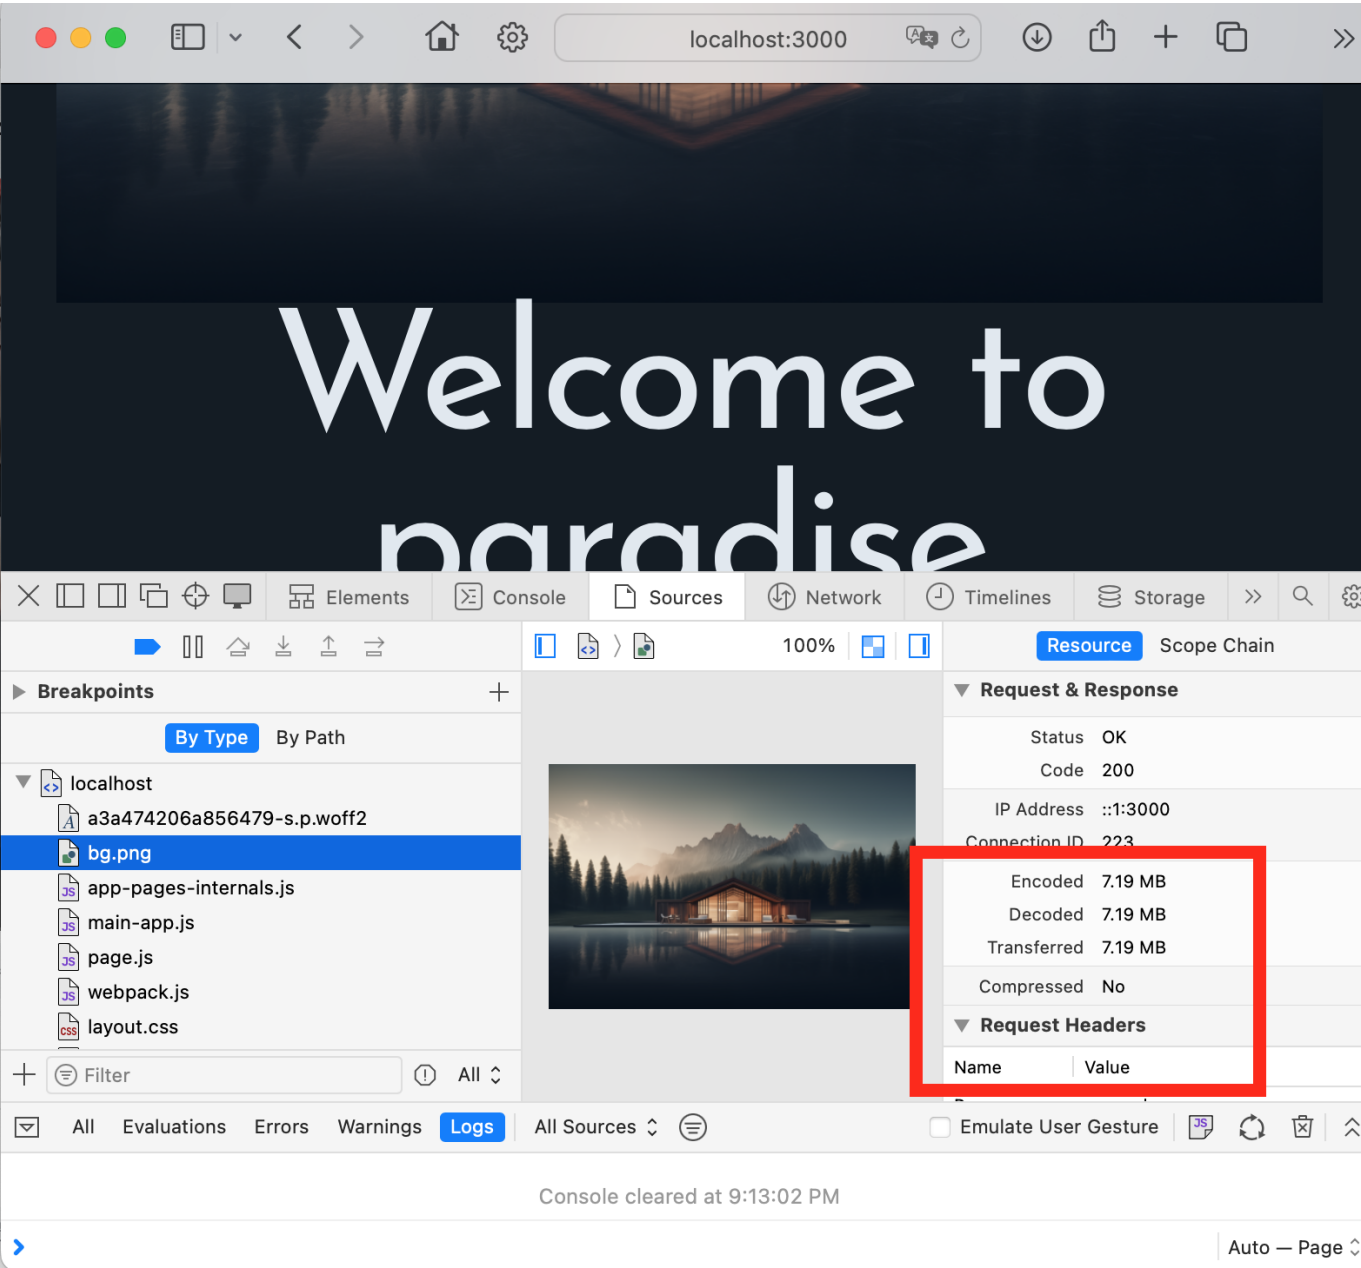 localhost:3000
Welcome to
paradise
Elements
Console
Sources
Network
Timelines
Storage
100%
Resource
Scope Chain
Breakpoints
Request & Response
By Type
By Path
Status OK
Code 200
localhost
a3a474206a856479-s.p.woff2
IP Address ::1:3000
Connection ID 223
bg.png
app-pages-internals.js
Encoded 7.19 MB
main-app.js
Decoded 7.19 MB
page.js
Transferred 7.19 MB
webpack.js
Compressed No
layout.css
Request Headers
Filter
All
Name
Value
All
Evaluations
Errors
Warnings
Logs
All Sources
Emulate User Gesture
Console cleared at 9:13:02 PM
Auto — Page